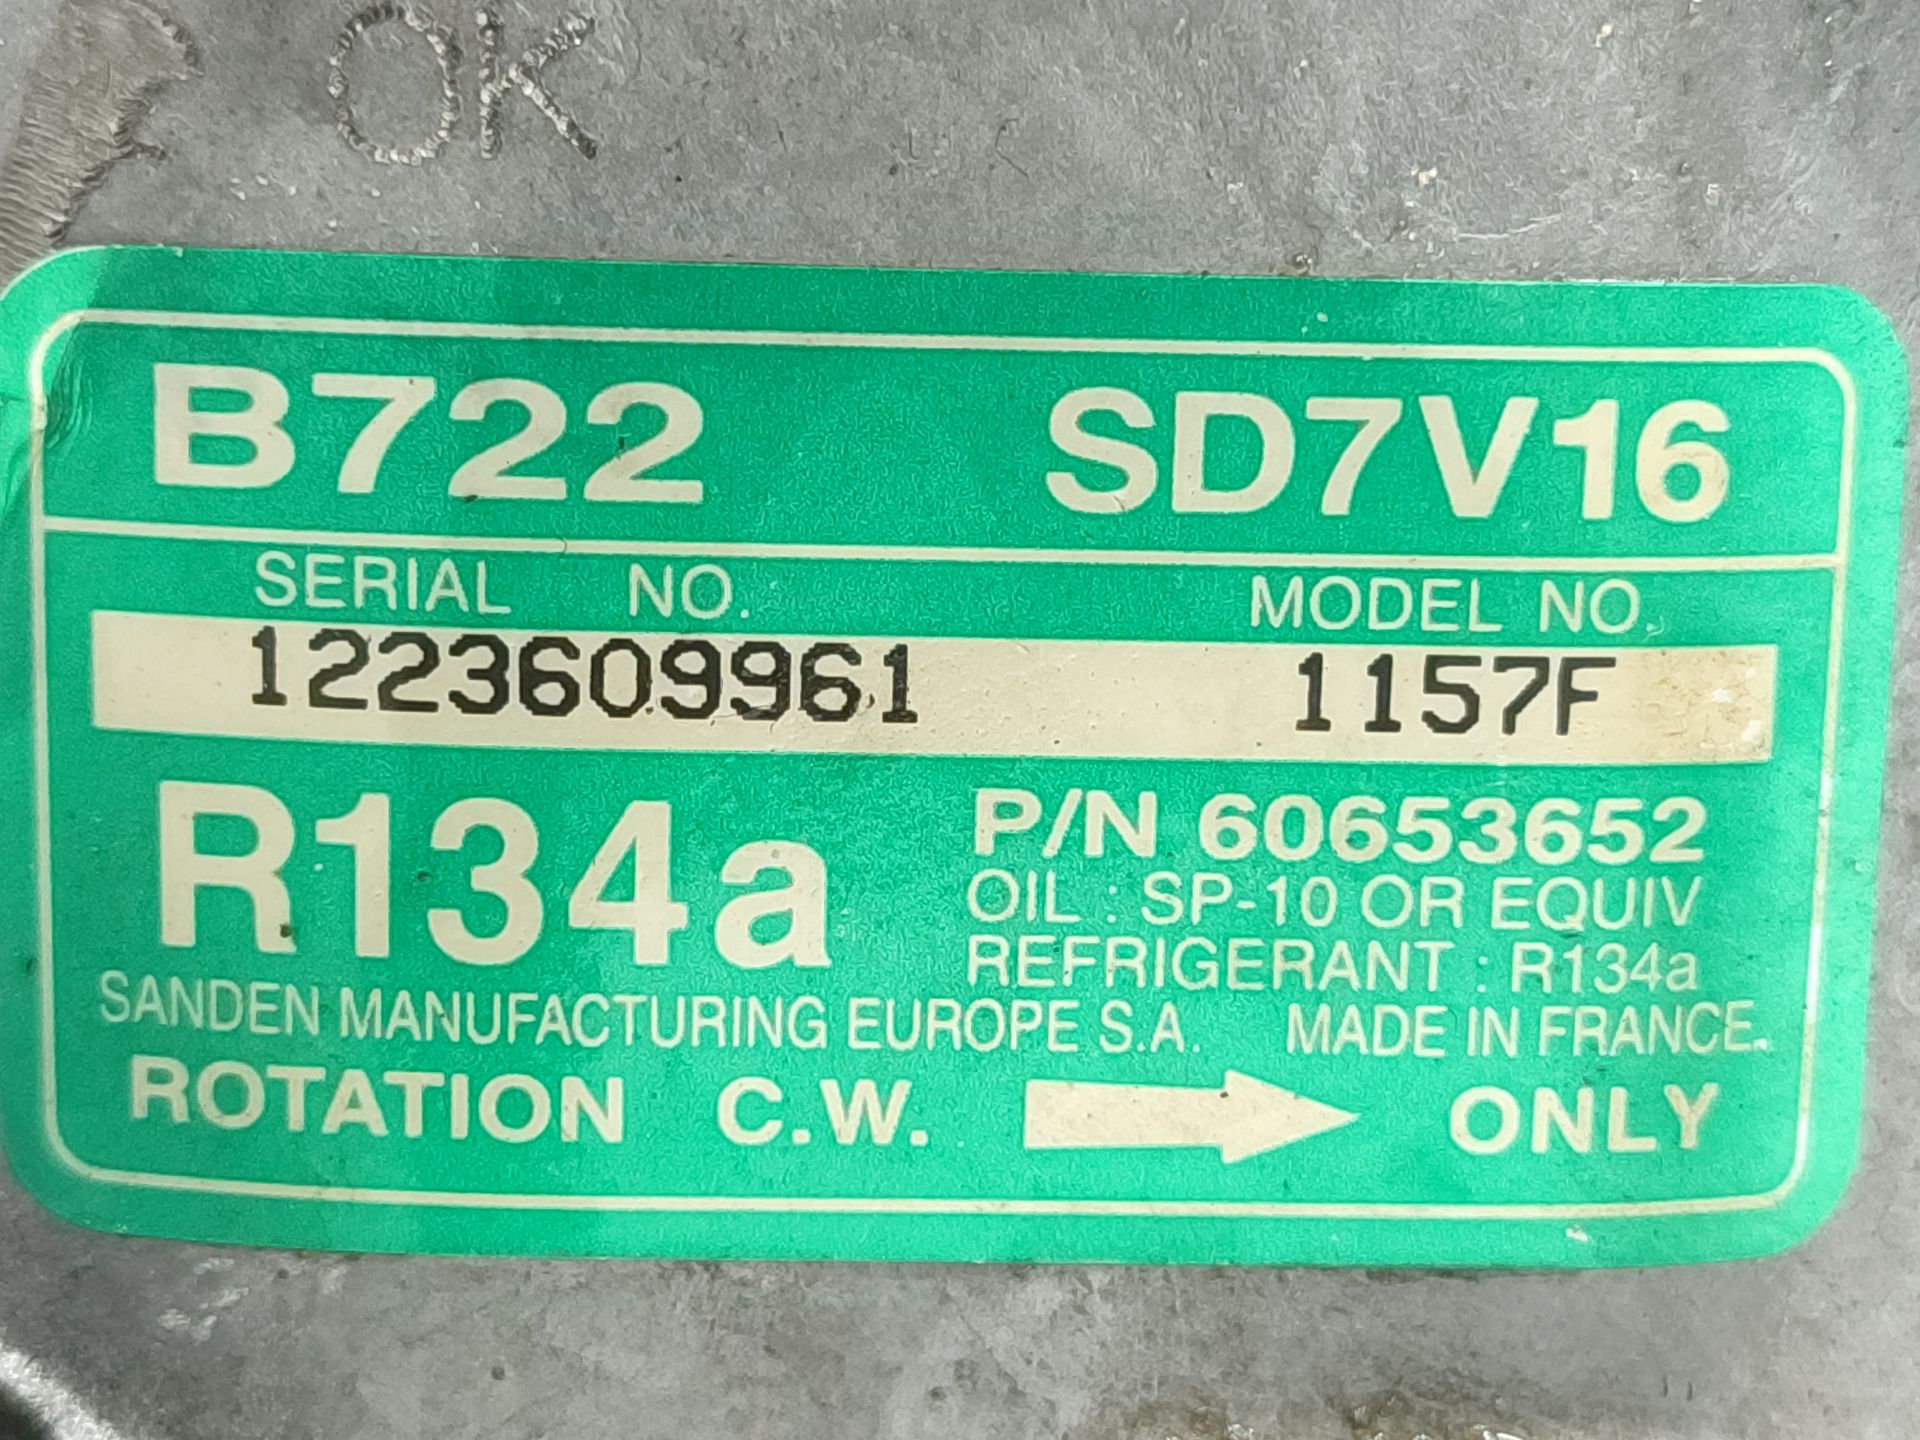 OK
B722 SD7V16
SERIAL NO. MODEL NO.
1223609961 1157F
R134a P/N 60653652
OIL : SP-10 OR EQUIV
REFRIGERANT : R134a
SANDEN MANUFACTURING EUROPE S.A. MADE IN FRANCE.
ROTATION C.W. ONLY